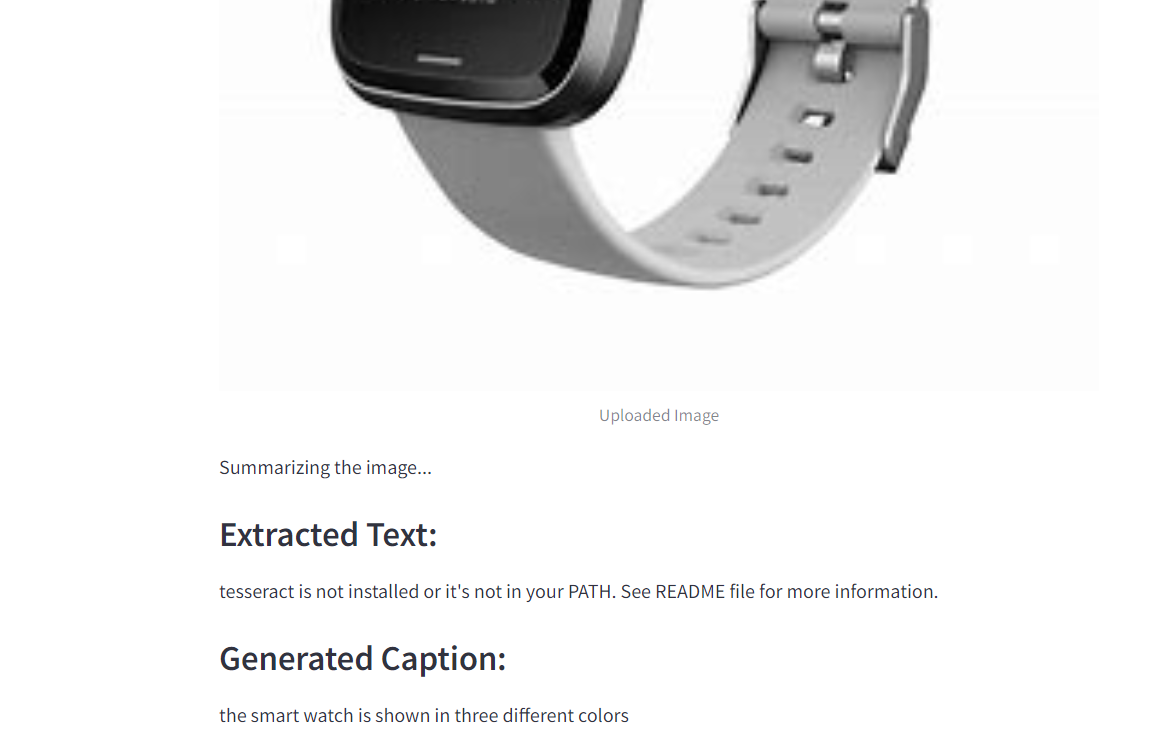 Uploaded Image
Summarizing the image...
Extracted Text:
tesseract is not installed or it's not in your PATH. See README file for more information.
Generated Caption:
the smart watch is shown in three different colors